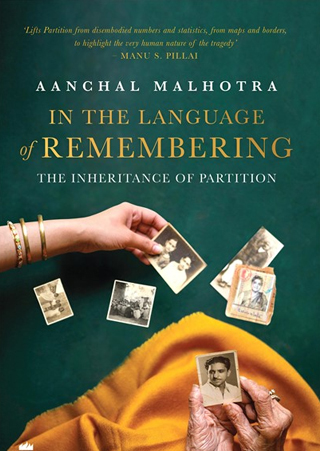 ‘Lifts Partition from disembodied numbers and statistics, from maps and borders,
to highlight the very human nature of the tragedy’
– MANU S. PILLAI
AANCHAL MALHOTRA
IN THE LANGUAGE
of REMEMBERING
THE INHERITANCE OF PARTITION